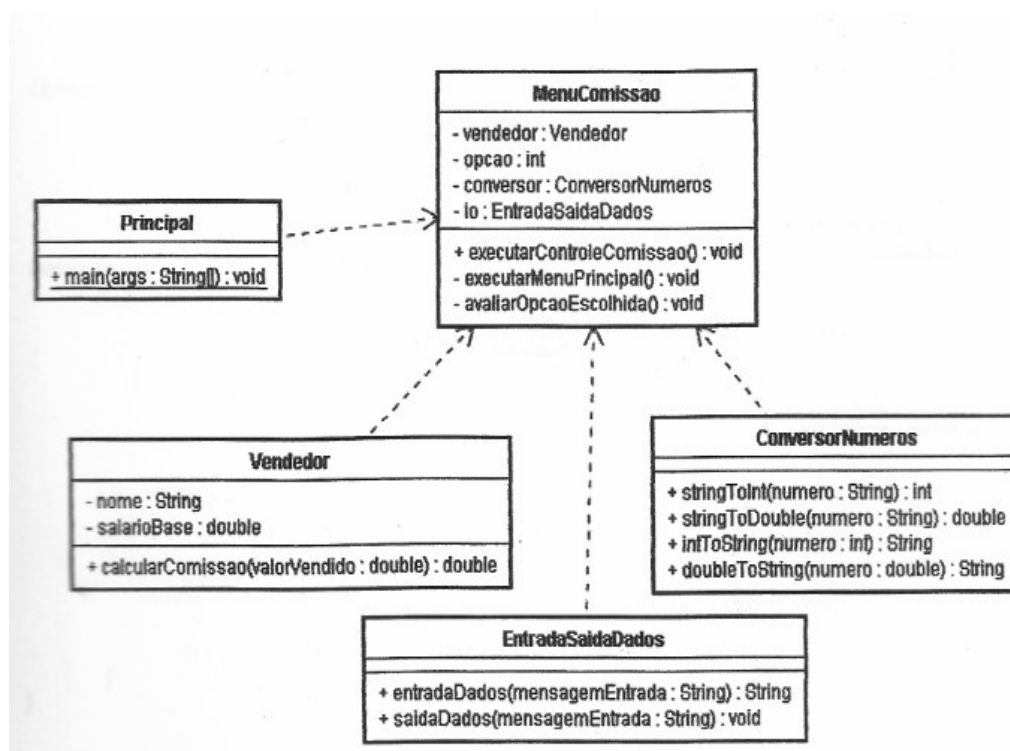 MenuComissao
- vendedor : Vendedor
- opcao : int
- conversor : ConversorNumeros
- io : EntradaSaidaDados
+ executarControleComissao() : void
- executarMenuPrincipal() : void
- avaliarOpcaoEscolhida() : void
Principal
+ main(args : String[]) : void
Vendedor
- nome : String
- salarioBase : double
+ calcularComissao(valorVendido : double) : double
ConversorNumeros
+ stringToInt(numero : String) : int
+ stringToDouble(numero : String) : double
+ intToString(numero : int) : String
+ doubleToString(numero : double) : String
EntradaSaidaDados
+ entradaDados(mensagemEntrada : String) : String
+ saidaDados(mensagemEntrada : String) : void